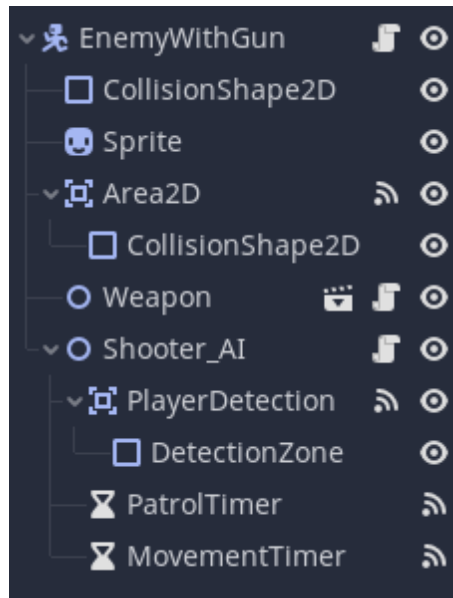 EnemyWithGun
CollisionShape2D
Sprite
Area2D
CollisionShape2D
Weapon
Shooter_AI
PlayerDetection
DetectionZone
PatrolTimer
MovementTimer